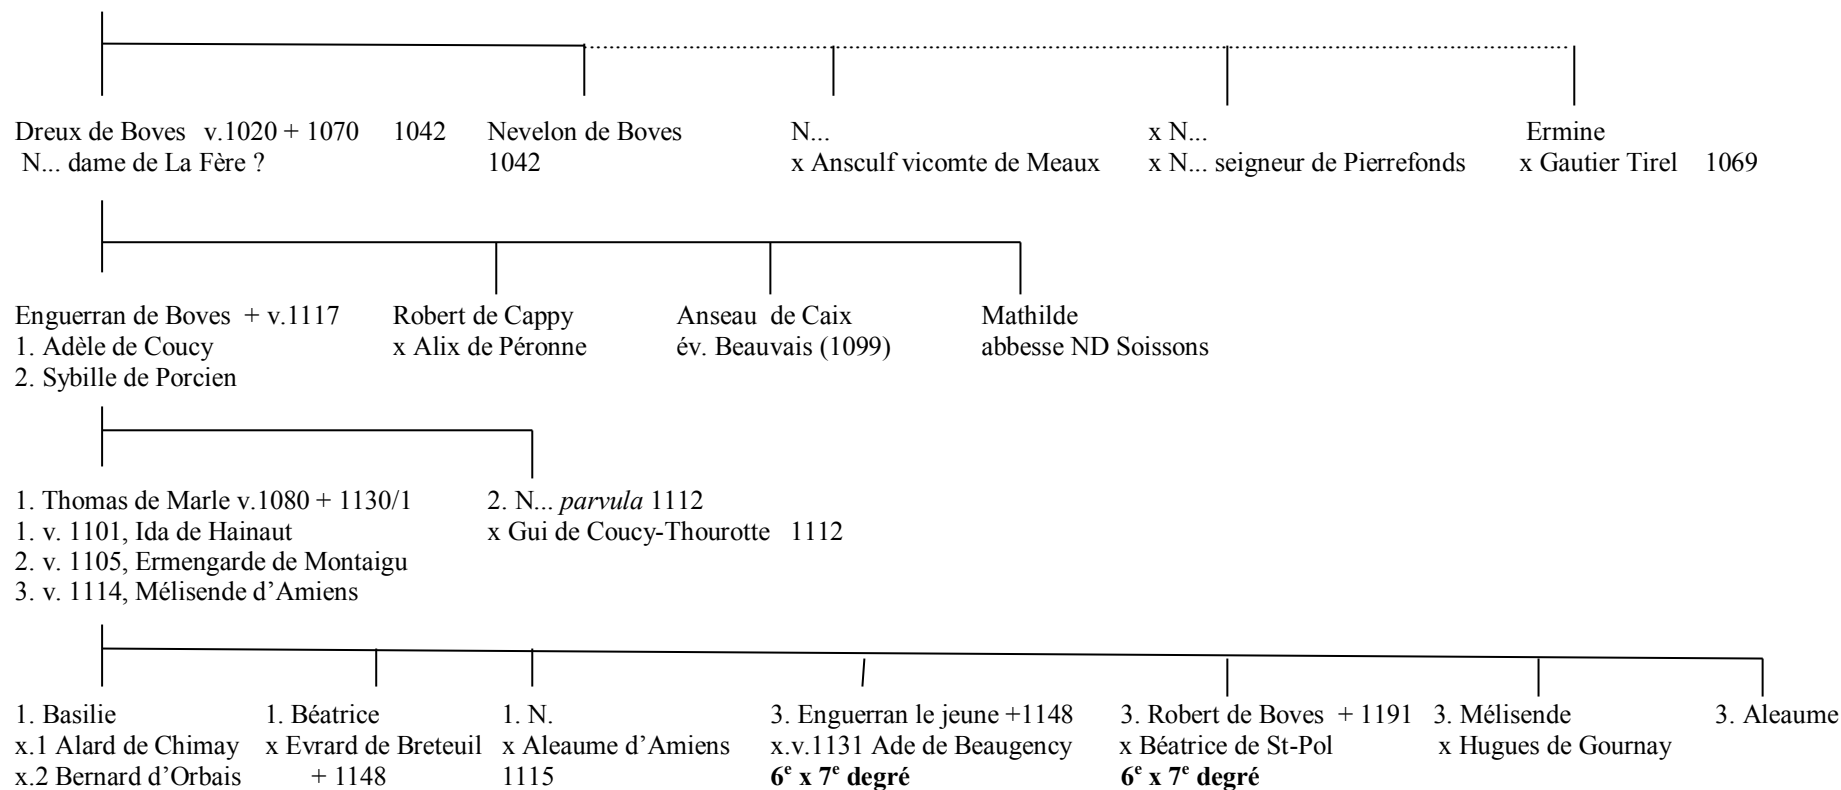 Dreux de Boves v.1020 + 1070 1042 Nevelon de Boves N... x N... Ermine
N... dame de La Fère ? 1042 x Ansculf vicomte de Meaux x N... seigneur de Pierrefonds x Gautier Tirel 1069
Enguerran de Boves + v.1117 Robert de Cappy Anseau de Caix Mathilde
1. Adèle de Coucy x Alix de Péronne év. Beauvais (1099) abbesse ND Soissons
2. Sybille de Porcien
1. Thomas de Marle v.1080 + 1130/1 2. N... parvula 1112
1. v. 1101, Ida de Hainaut x Gui de Coucy-Thourotte 1112
2. v. 1105, Ermengarde de Montaigu
3. v. 1114, Mélisende d’Amiens
1. Basilie 1. Béatrice 1. N. 3. Enguerran le jeune +1148 3. Robert de Boves + 1191 3. Mélisende 3. Aleaume
x.1 Alard de Chimay x Evrard de Breteuil x Aleaume d’Amiens x.v.1131 Ade de Beaugency x Béatrice de St-Pol x Hugues de Gournay
x.2 Bernard d’Orbais + 1148 1115 6e x 7e degré 6e x 7e degré